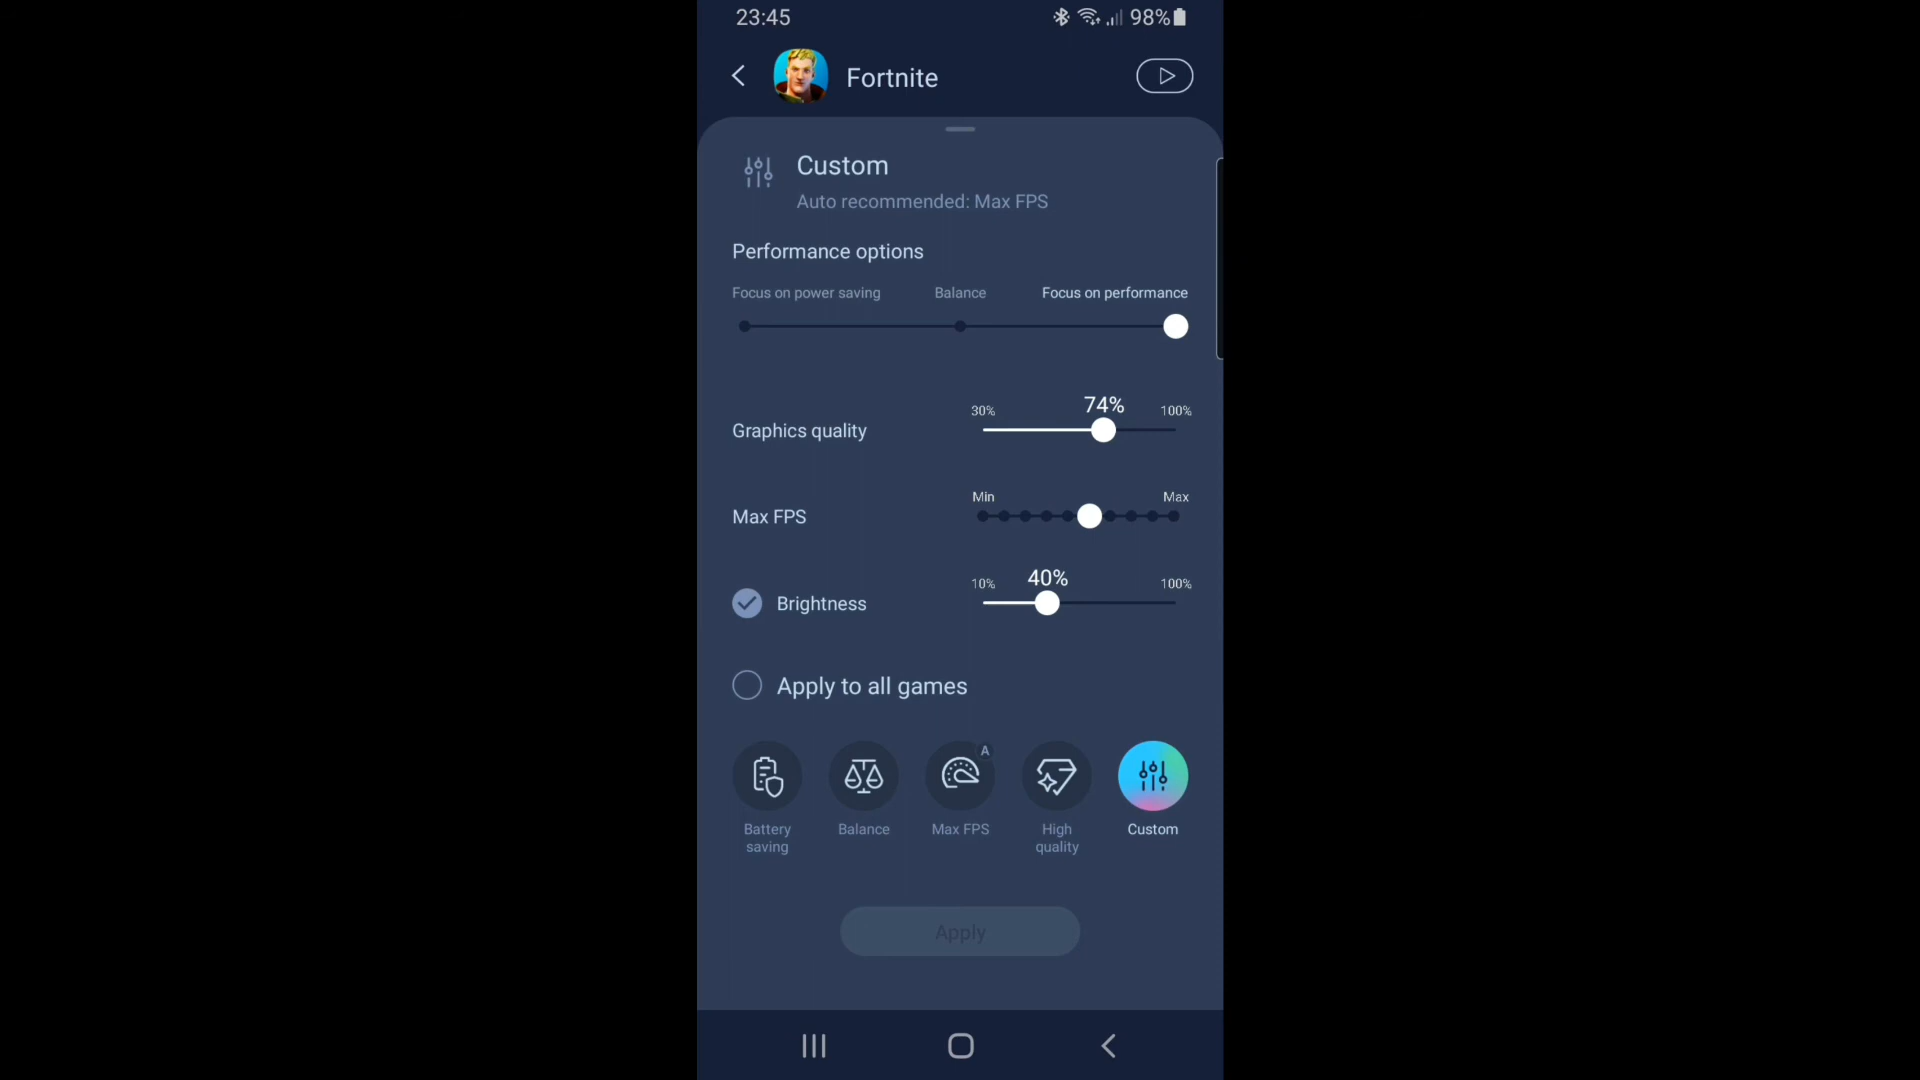 23:45 98%
Fortnite
Custom
Auto recommended: Max FPS
Performance options
Focus on power saving Balance Focus on performance
30% 74% 100%
Graphics quality
Min Max
Max FPS
10% 40% 100%
Brightness
Apply to all games
A
Battery saving
Balance
Max FPS
High quality
Custom
Apply